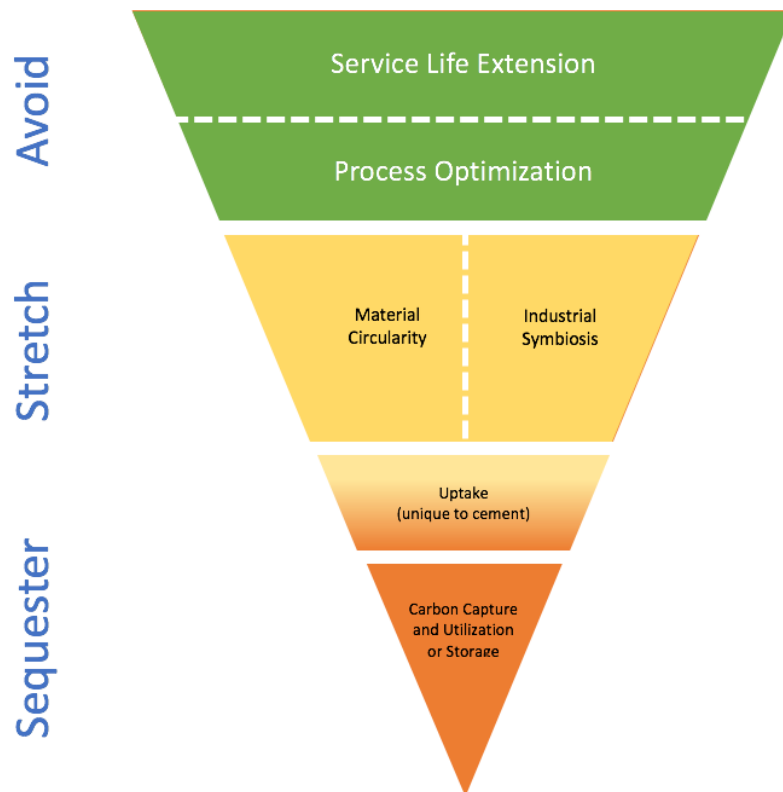 Avoid
Service Life Extension
Process Optimization
Stretch
Material
Circularity
Industrial
Symbiosis
Sequester
Uptake
(unique to cement)
Carbon Capture
and Utilization
or Storage